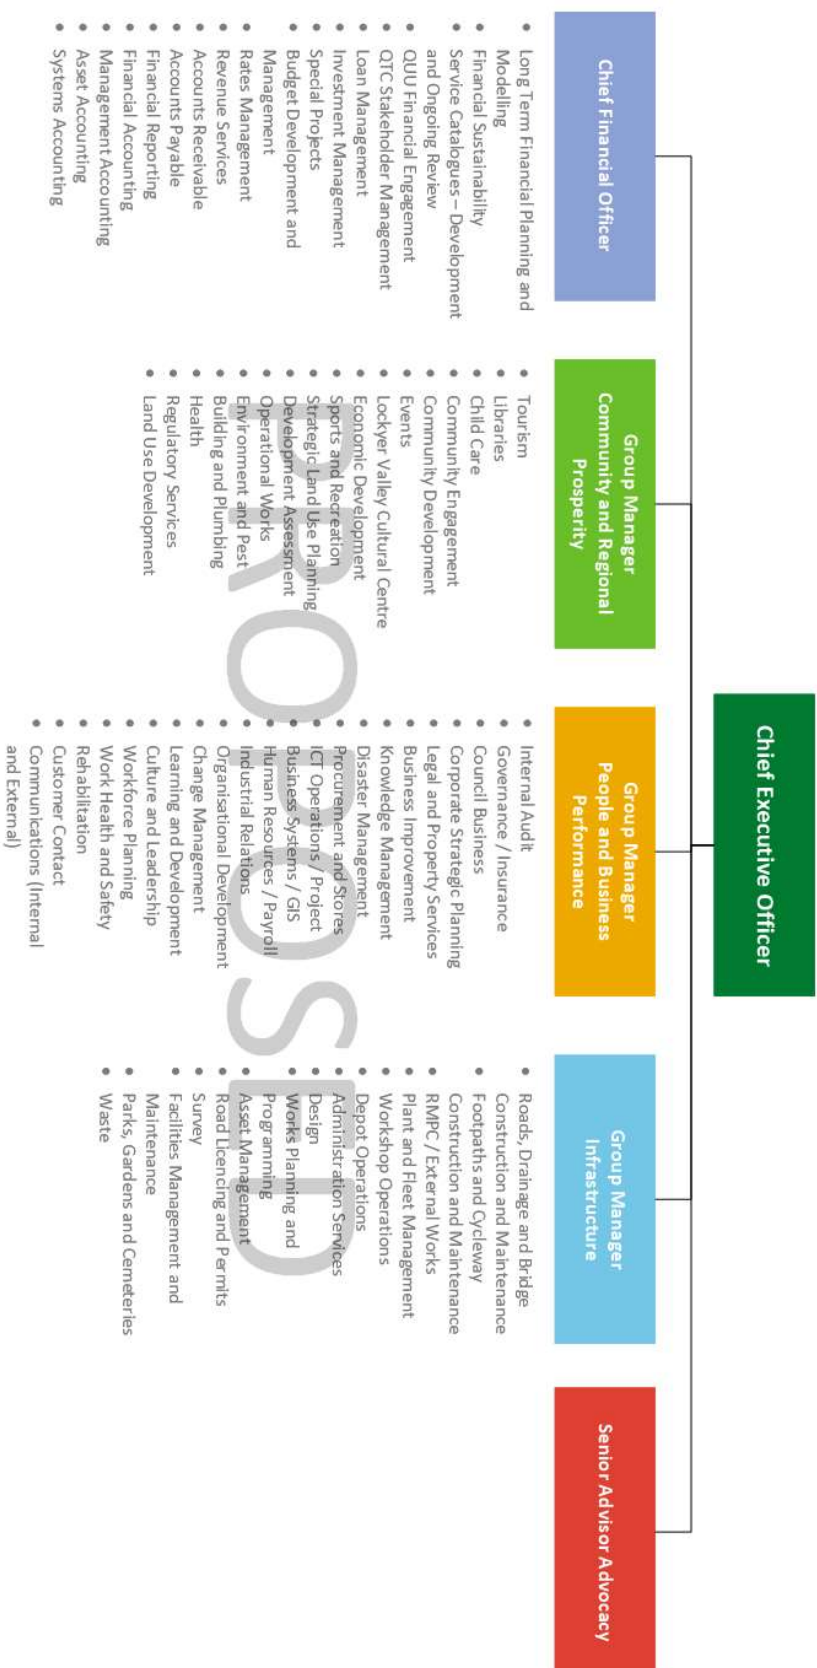 Chief Executive Officer
Chief Financial Officer
• Long Term Financial Planning and
Modelling
• Financial Sustainability
• Service Catalogues – Development
and Ongoing Review
• QUU Financial Engagement
• QTC Stakeholder Management
• Loan Management
• Investment Management
• Special Projects
• Budget Development and
Management
• Rates Management
• Revenue Services
• Accounts Receivable
• Accounts Payable
• Financial Reporting
• Financial Accounting
• Management Accounting
• Asset Accounting
• Systems Accounting
Group Manager
Community and Regional
Prosperity
• Tourism
• Libraries
• Child Care
• Community Engagement
• Community Development
• Events
• Lockyer Valley Cultural Centre
• Economic Development
• Sports and Recreation
• Strategic Land Use Planning
• Development Assessment
• Operational Works
• Environment and Pest
• Building and Plumbing
• Health
• Regulatory Services
• Land Use Development
Group Manager
People and Business
Performance
• Internal Audit
• Governance / Insurance
• Council Business
• Corporate Strategic Planning
• Legal and Property Services
• Business Improvement
• Knowledge Management
• Disaster Management
• Procurement and Stores
• ICT Operations / Project
• Business Systems / GIS
• Human Resources / Payroll
• Industrial Relations
• Organisational Development
• Change Management
• Learning and Development
• Culture and Leadership
• Workforce Planning
• Work Health and Safety
• Rehabilitation
• Customer Contact
• Communications (Internal
and External)
Group Manager
Infrastructure
• Roads, Drainage and Bridge
Construction and Maintenance
• Footpaths and Cycleway
Construction and Maintenance
• RMPC / External Works
• Plant and Fleet Management
• Workshop Operations
• Depot Operations
• Administration Services
• Design
• Works Planning and
Programming
• Asset Management
• Road Licencing and Permits
• Survey
• Facilities Management and
Maintenance
• Parks, Gardens and Cemeteries
• Waste
Senior Advisor Advocacy
PROPOSED